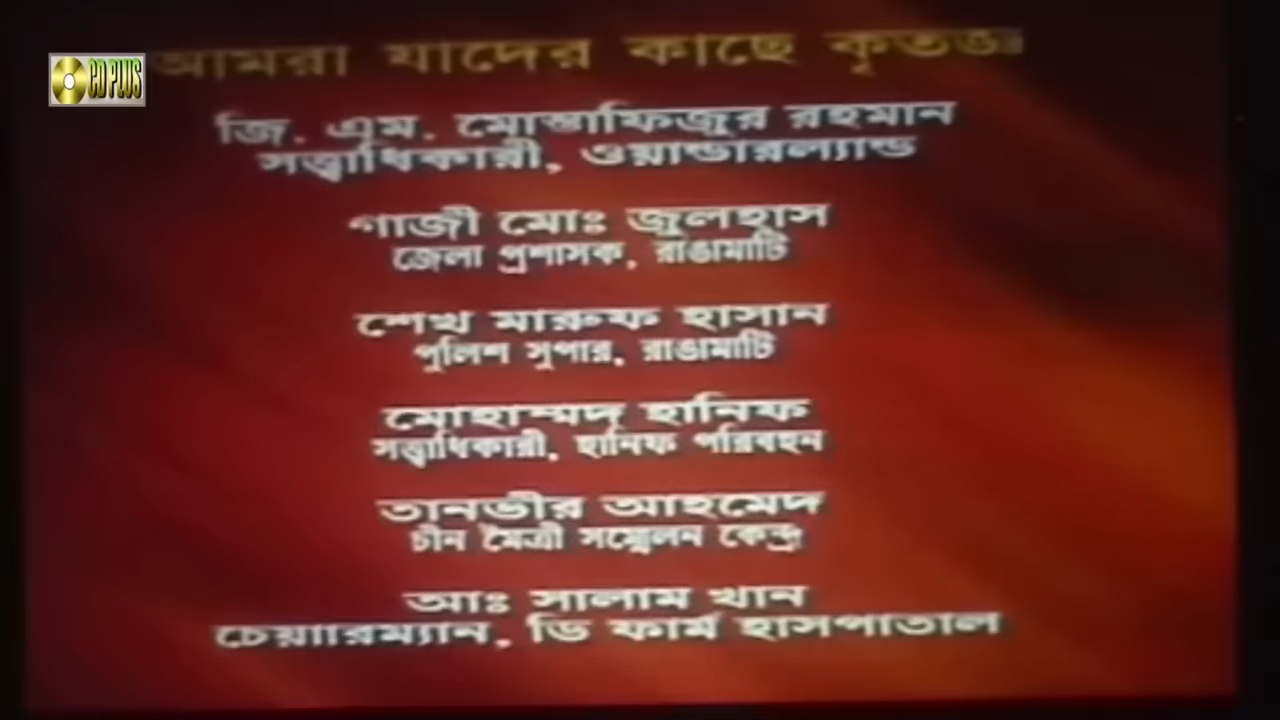 CD PLUS
আমরা যাদের কাছে কৃতজ্ঞ
জি. এম. মোস্তাফিজুর রহমান
সত্ত্বাধিকারী, ওয়ান্ডারল্যান্ড
গাজী মোঃ জুলহাস
জেলা প্রশাসক, রাঙামাটি
শেখ মারুফ হাসান
পুলিশ সুপার, রাঙামাটি
মোহাম্মদ হানিফ
সত্ত্বাধিকারী, হানিফ পরিবহন
তানভীর আহমেদ
চীন মৈত্রী সম্মেলন কেন্দ্র
আঃ সালাম খান
চেয়াারম্যান, ডি ফার্ম হাসপাতাল